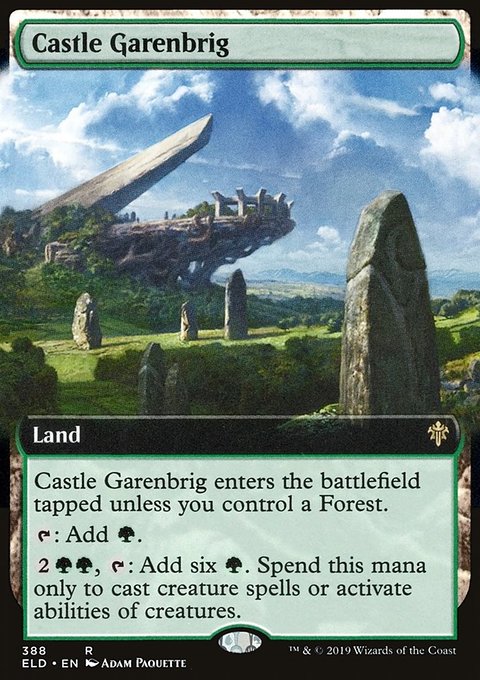 Castle Garenbrig
Land
Castle Garenbrig enters the battlefield
tapped unless you control a Forest.
: Add .
2, : Add six . Spend this mana
only to cast creature spells or activate
abilities of creatures.
388 R
ELD • EN Adam Paquette
™ & © 2019 Wizards of the Coast